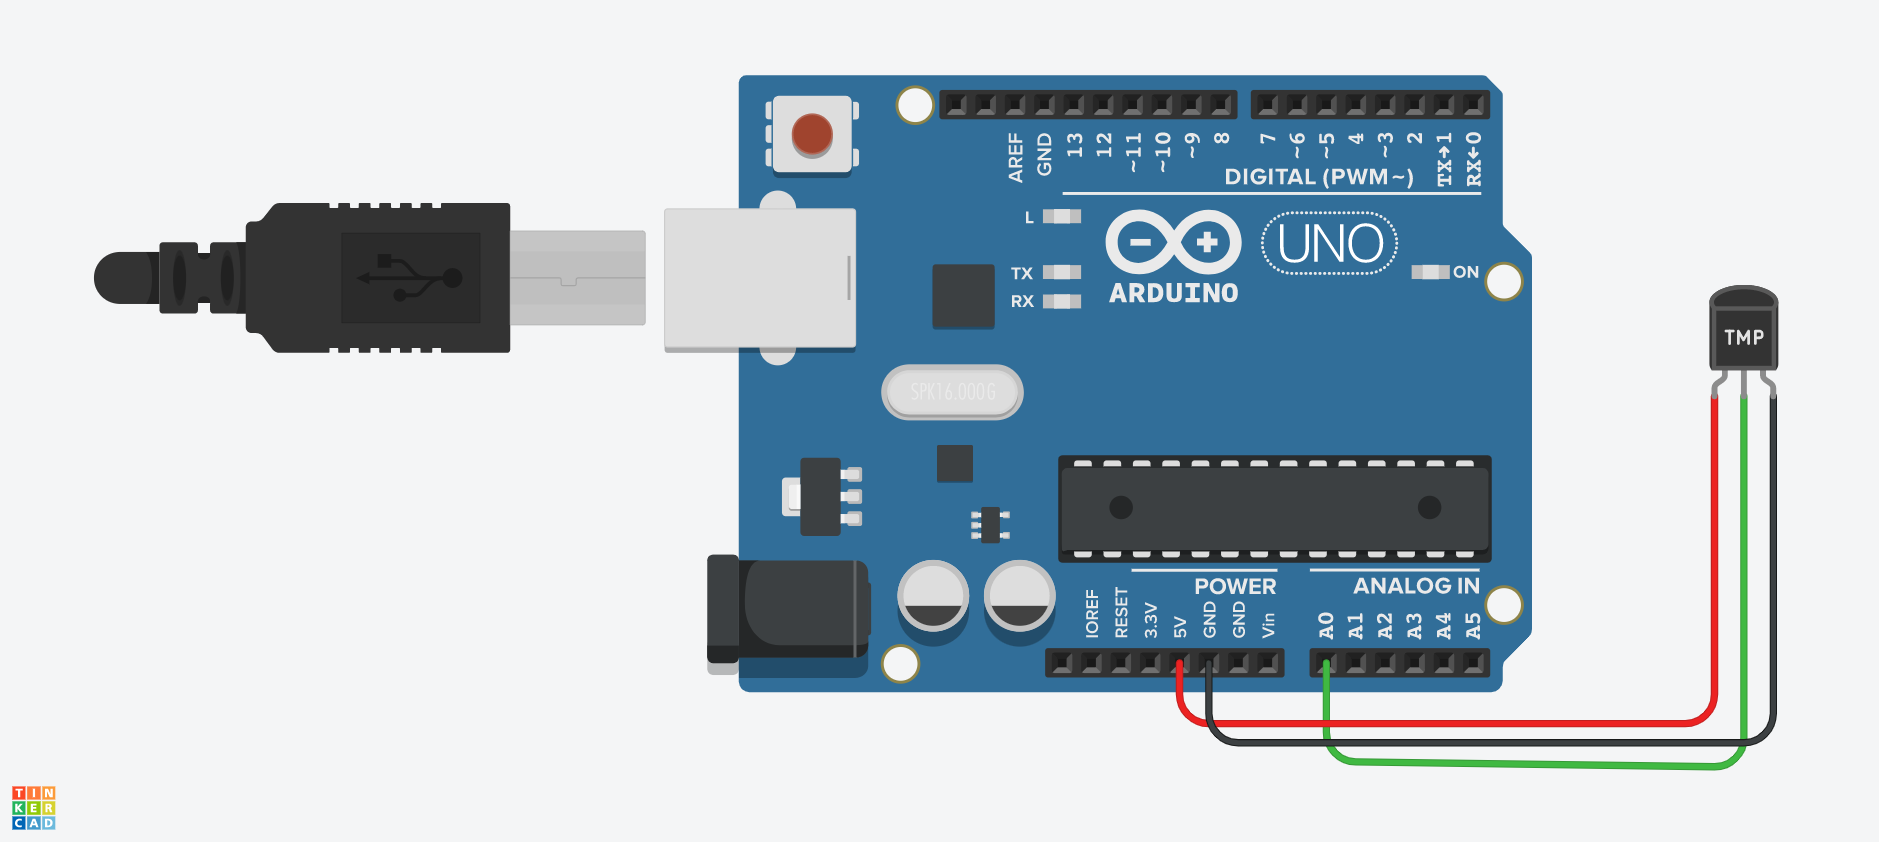 AREF
GND
13
12
~11
~10
~9
8
7
~6
~5
4
~3
2
TX→1
RX←0
DIGITAL (PWM~)
L
TX
RX
ARDUINO
UNO
ON
TMP
SPK16.000G
POWER
ANALOG IN
IOREF
RESET
3.3V
5V
GND
GND
Vin
A0
A1
A2
A3
A4
A5
TIN
KER
CAD